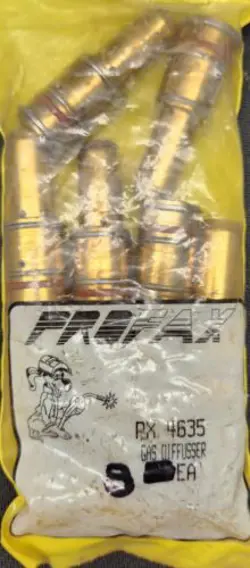 PROFAX
PX 4635
GAS DIFFUSSER
EA